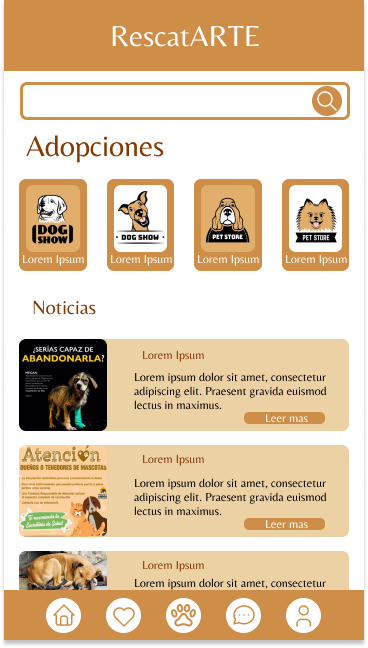 RescatARTE
Adopciones
DOG
SHOW
Lorem Ipsum
DOG SHOW
Lorem Ipsum
PET STORE
Lorem Ipsum
PET STORE
Lorem Ipsum
Noticias
¿SERÍAS CAPAZ DE
ABANDONARLA?
Lorem Ipsum
Lorem ipsum dolor sit amet, consectetur
adipiscing elit. Praesent gravida euismod
lectus in maximus.
Leer mas
Atención
DUEÑOS O TENEDORES DE MASCOTAS
Lorem Ipsum
Lorem ipsum dolor sit amet, consectetur
adipiscing elit. Praesent gravida euismod
lectus in maximus.
Leer mas
Lorem Ipsum
Lorem ipsum dolor sit amet, consectetur